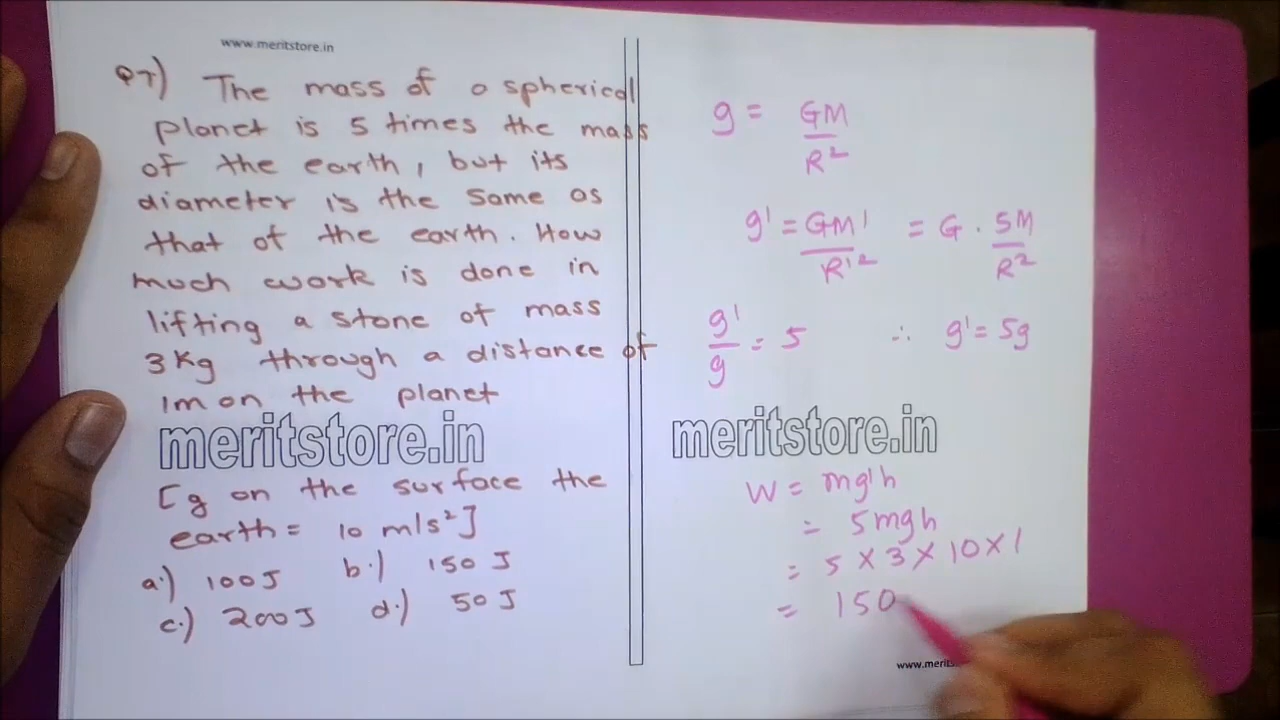 www.meritstore.in
Q7) The mass of a spherical
planet is 5 times the mass
of the earth, but its
diameter is the same as
that of the earth. How
much work is done in
lifting a stone of mass
3 Kg through a distance of
1m on the planet
meritstore.in
[g on the surface the
earth = 10 m/s²]
a.) 100J b.) 150 J
c.) 200J d.) 50 J
g = GM
R²
g' = GM' = G . 5M
R'² R²
g' = 5 ∴ g' = 5g
g
meritstore.in
W = mg'h
= 5mgh
= 5 x 3 x 10 x 1
= 150